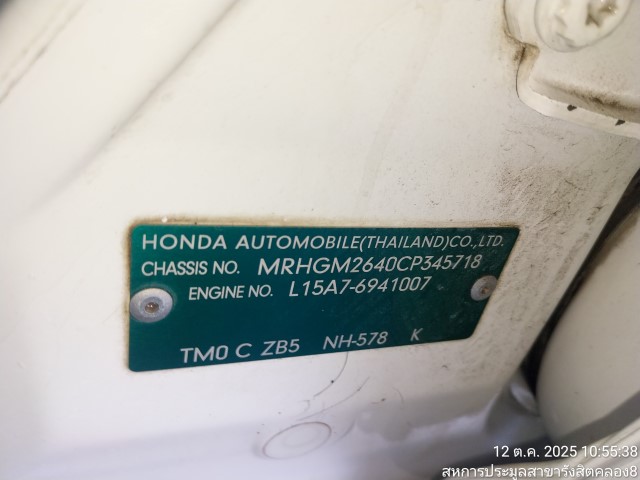 HONDA AUTOMOBILE(THAILAND)CO.,LTD.
CHASSIS NO. MRHGM2640CP345718
ENGINE NO. L15A7-6941007
TM0 C ZB5 NH-578 K
12 ต.ค. 2025 10:55:38
สหการประมูลสาขารังสิตคลอง8